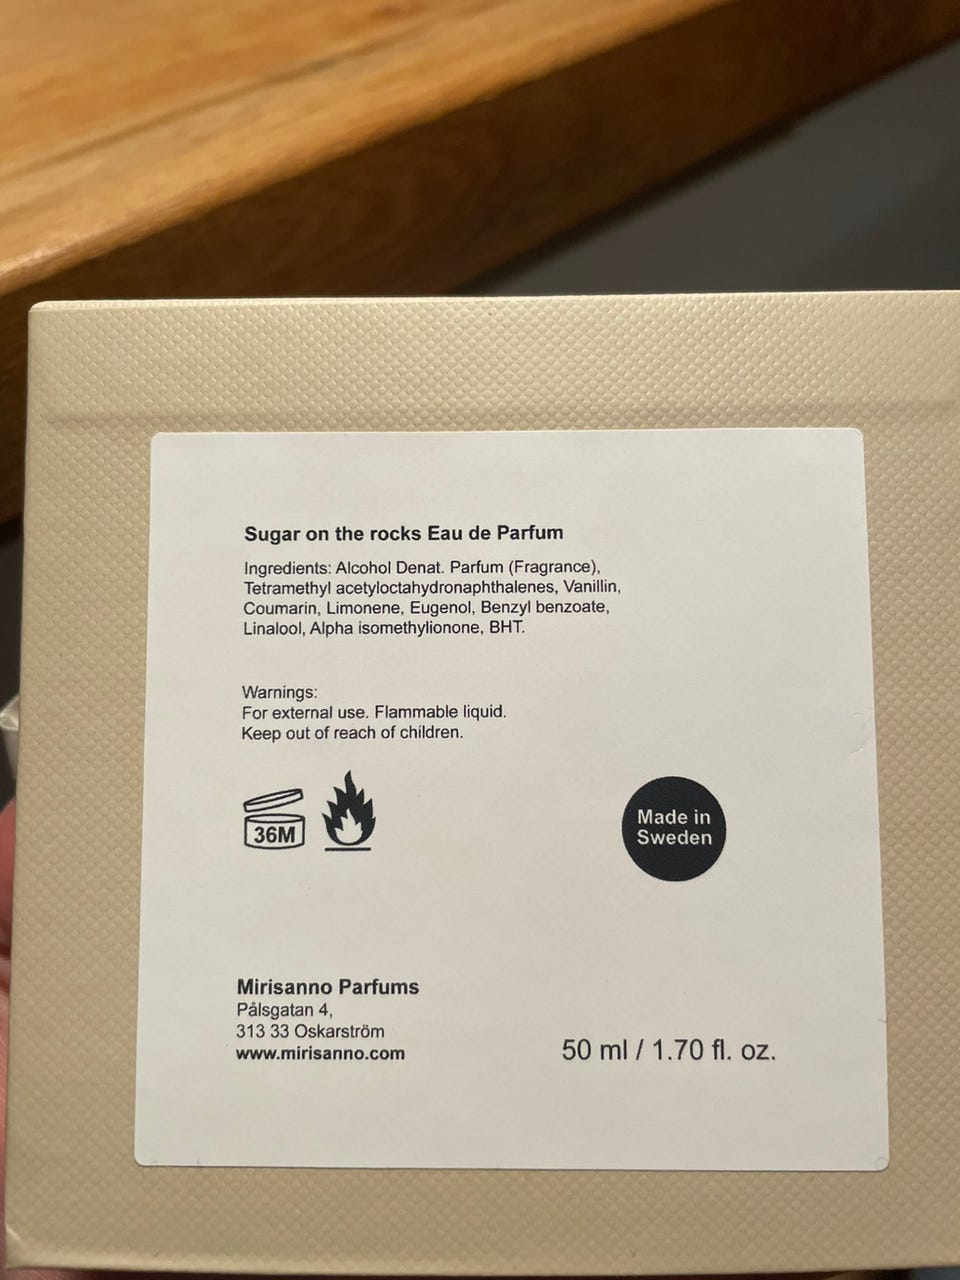 Sugar on the rocks Eau de Parfum
Ingredients: Alcohol Denat. Parfum (Fragrance),
Tetramethyl acetyloctahydronaphthalenes, Vanillin,
Coumarin, Limonene, Eugenol, Benzyl benzoate,
Linalool, Alpha isomethylionone, BHT.
Warnings:
For external use. Flammable liquid.
Keep out of reach of children.
36M
Made in
Sweden
Mirisanno Parfums
Pålsgatan 4,
313 33 Oskarström
www.mirisanno.com
50 ml / 1.70 fl. oz.